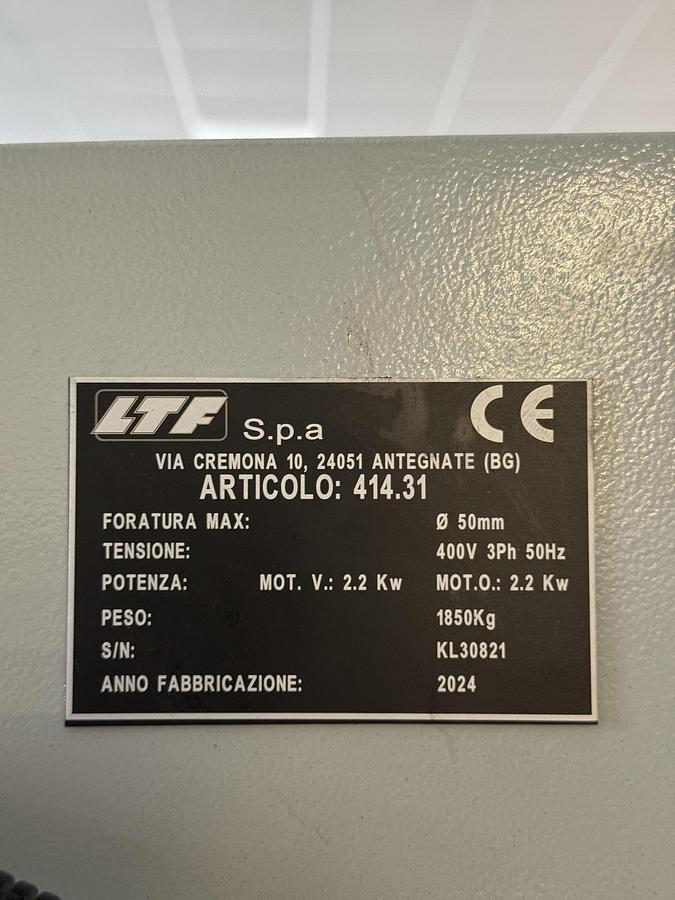 LTF S.p.a CE
VIA CREMONA 10, 24051 ANTEGNATE (BG)
ARTICOLO: 414.31
FORATURA MAX: Ø 50mm
TENSIONE: 400V 3Ph 50Hz
POTENZA: MOT. V.: 2.2 Kw MOT.O.: 2.2 Kw
PESO: 1850Kg
S/N: KL30821
ANNO FABBRICAZIONE: 2024